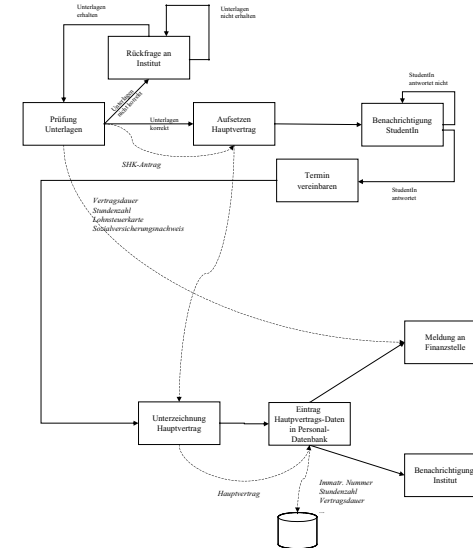 Unterlagen
erhalten
Unterlagen
nicht erhalten
Rückfrage an
Institut
StudentIn
antwortet nicht
Unterlagen
nicht korrekt
Prüfung
Unterlagen
Unterlagen
korrekt
Aufsetzen
Hauptvertrag
Benachrichtigung
StudentIn
SHK-Antrag
Termin
vereinbaren
StudentIn
antwortet
Vertragsdauer
Stundenzahl
Lohnsteuerkarte
Sozialversicherungsnachweis
Meldung an
Finanzstelle
Unterzeichnung
Hauptvertrag
Eintrag
Hautpvertrags-Daten
in Personal-
Datenbank
Benachrichtigung
Institut
Hauptvertrag
Immatr. Nummer
Stundenzahl
Vertragsdauer
...